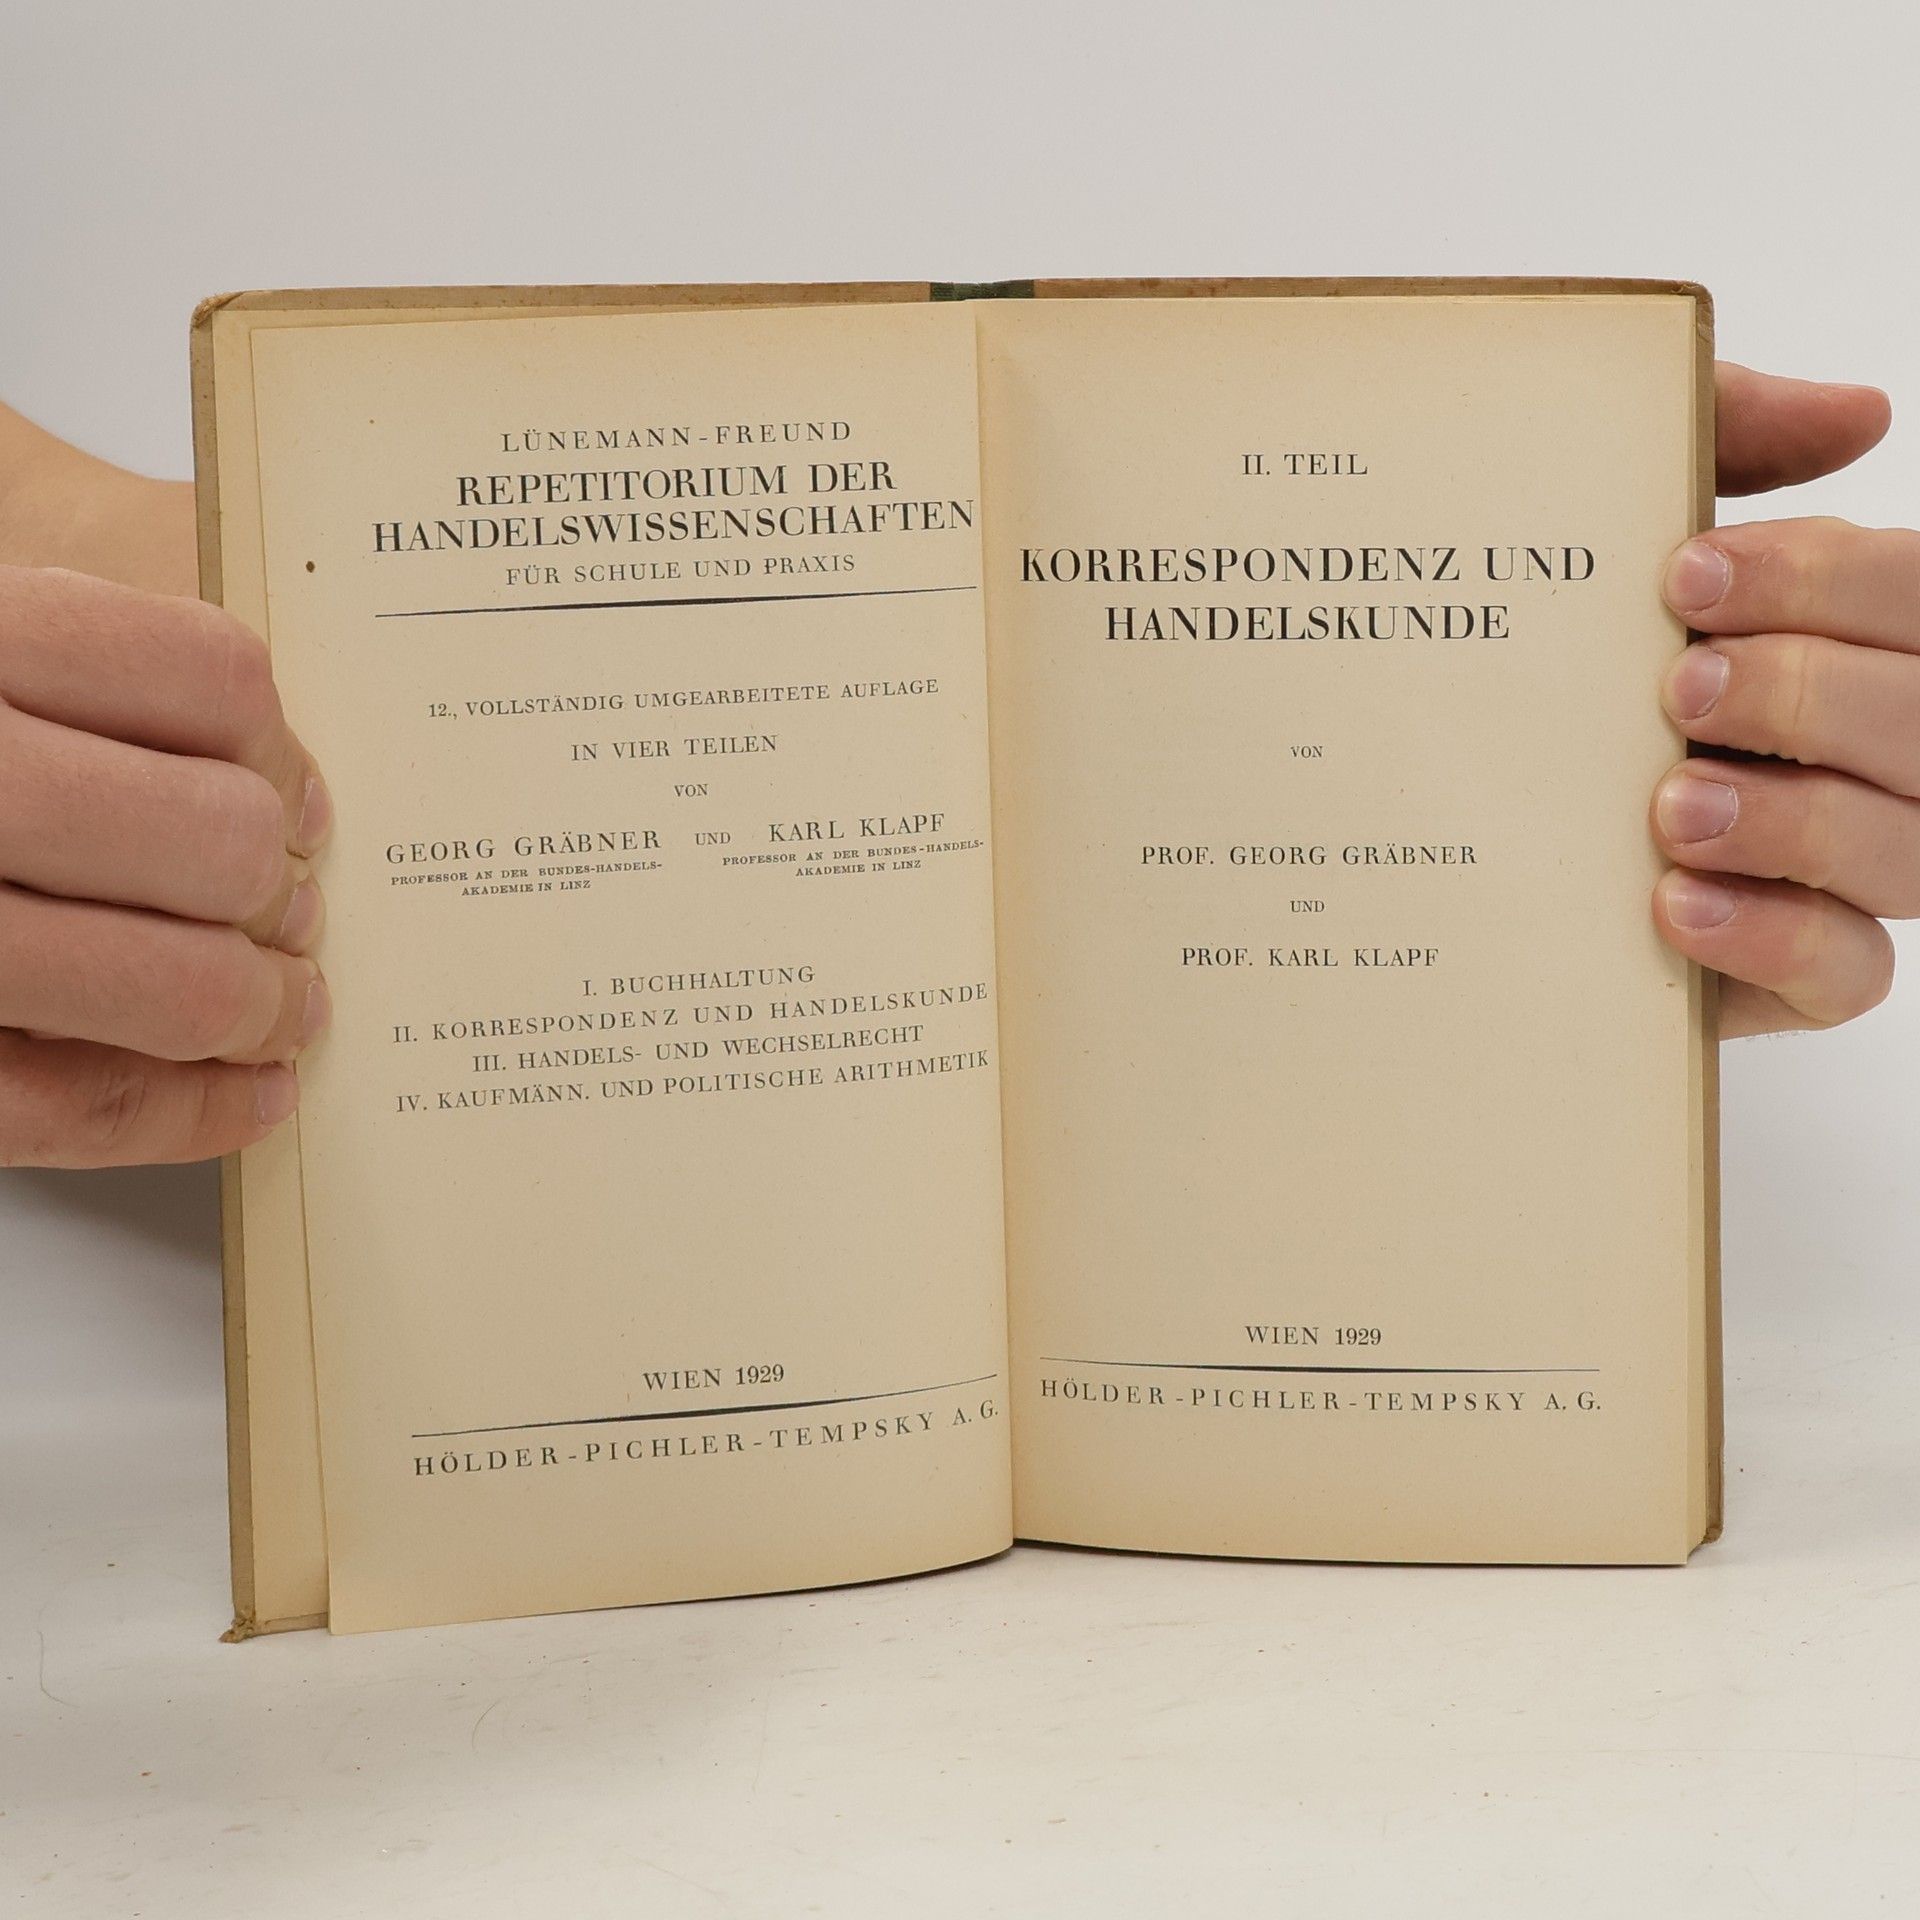 LÜNEMANN-FREUND
REPETITORIUM DER
HANDELSWISSENSCHAFTEN
FÜR SCHULE UND PRAXIS
12., VOLLSTÄNDIG UMGEARBEITETE AUFLAGE
IN VIER TEILEN
VON
GEORG GRÄBNER UND KARL KLAPF
PROFESSOR AN DER BUNDES-HANDELS-
AKADEMIE IN LINZ
PROFESSOR AN DER BUNDES-HANDELS-
AKADEMIE IN LINZ
I. BUCHHALTUNG
II. KORRESPONDENZ UND HANDELSKUNDE
III. HANDELS- UND WECHSELRECHT
IV. KAUFMÄNN. UND POLITISCHE ARITHMETIK
WIEN 1929
HÖLDER-PICHLER-TEMPSKY A. G.
II. TEIL
KORRESPONDENZ UND
HANDELSKUNDE
VON
PROF. GEORG GRÄBNER
UND
PROF. KARL KLAPF
WIEN 1929
HÖLDER-PICHLER-TEMPSKY A. G.